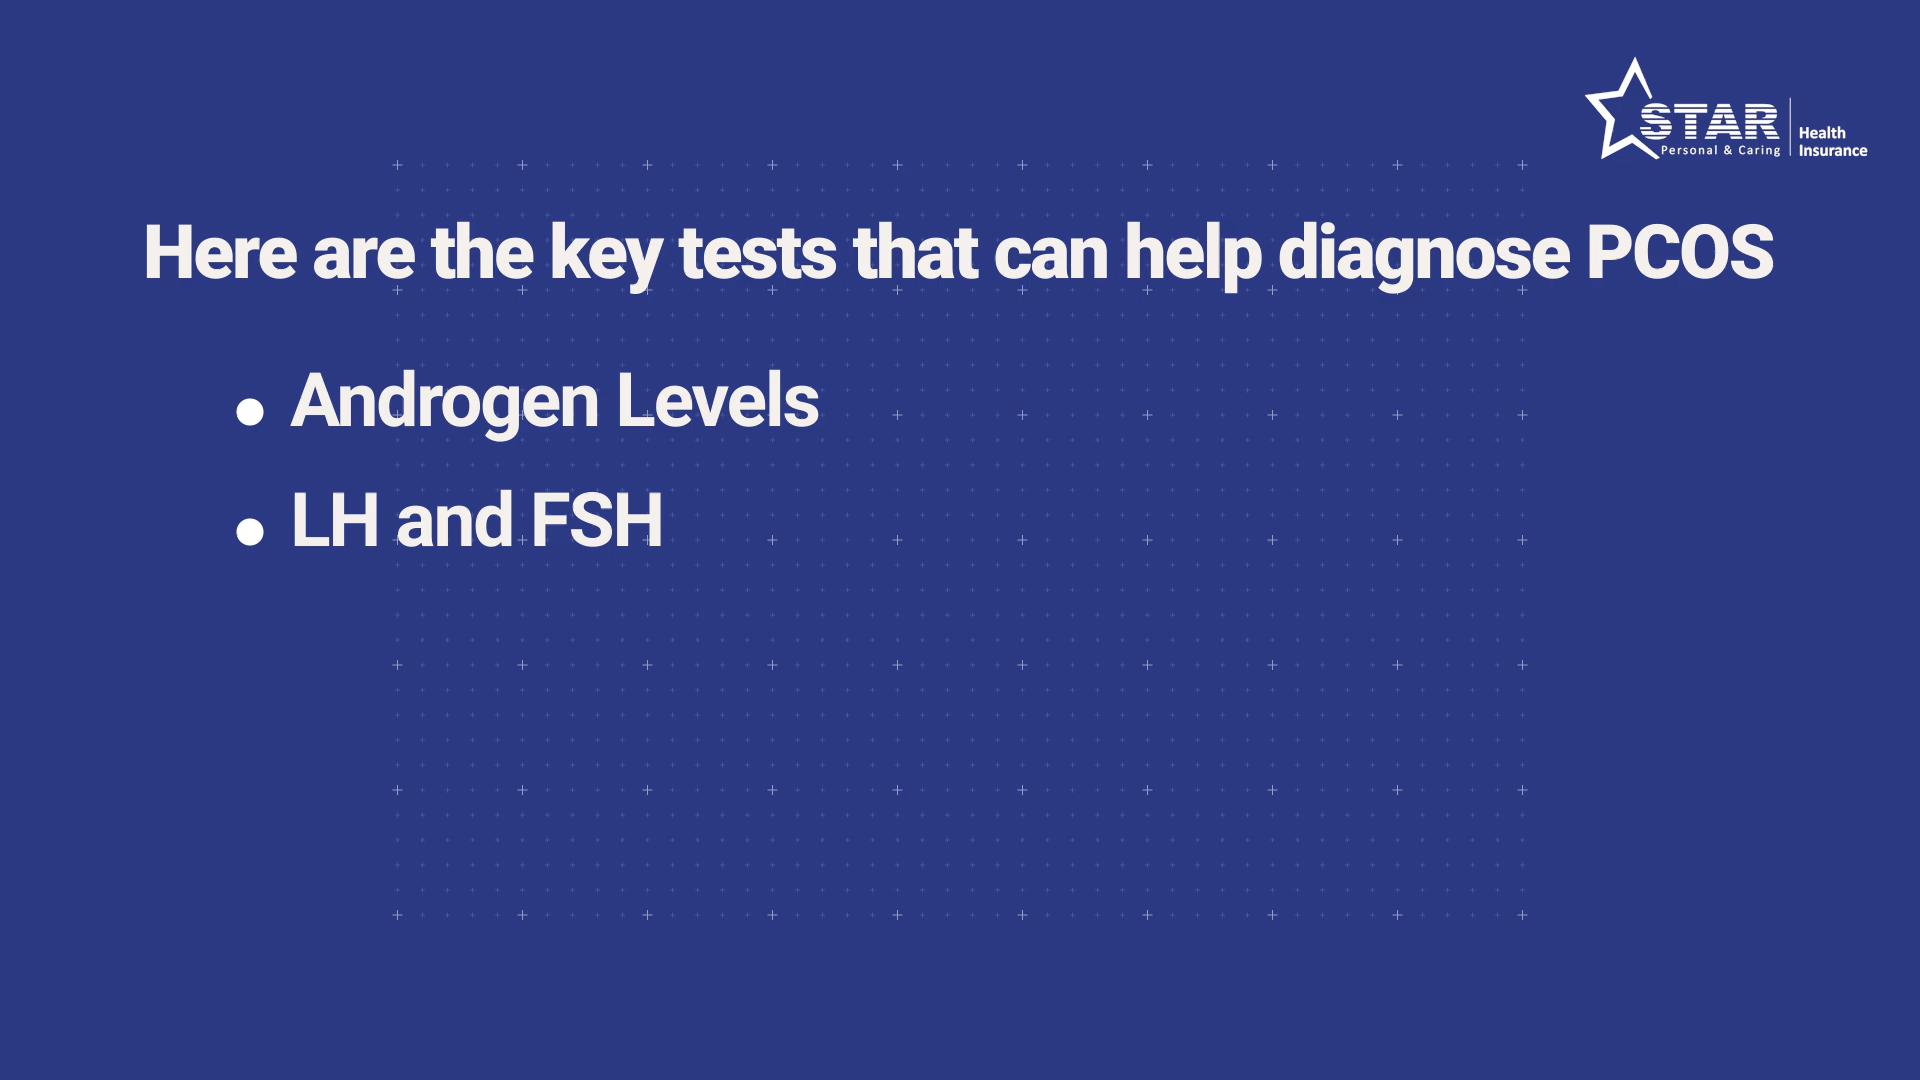 STAR
Personal & Caring
Health
Insurance
Here are the key tests that can help diagnose PCOS
• Androgen Levels
• LH and FSH